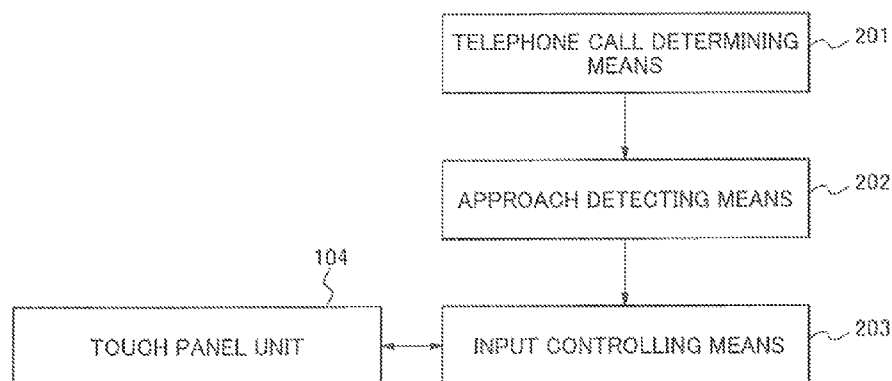 TELEPHONE CALL DETERMINING
MEANS
201
APPROACH DETECTING MEANS
202
104
TOUCH PANEL UNIT
INPUT CONTROLLING MEANS
203